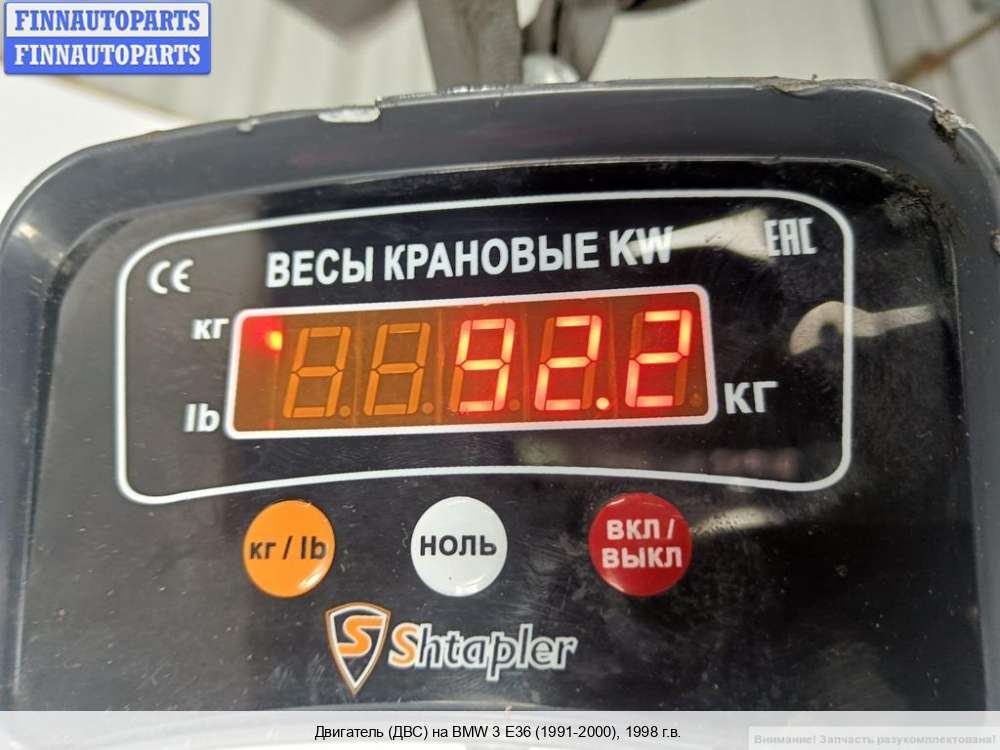 FINNAUTOPARTS
FINNAUTOPARTS
CE
ВЕСЫ КРАНОВЫЕ KW
EAC
кг
lb
92.2
КГ
кг / lb
НОЛЬ
ВКЛ /
ВЫКЛ
S Shtapler
Двигатель (ДВС) на BMW 3 E36 (1991-2000), 1998 г.в.
Внимание! Запчасть разукомплектована!